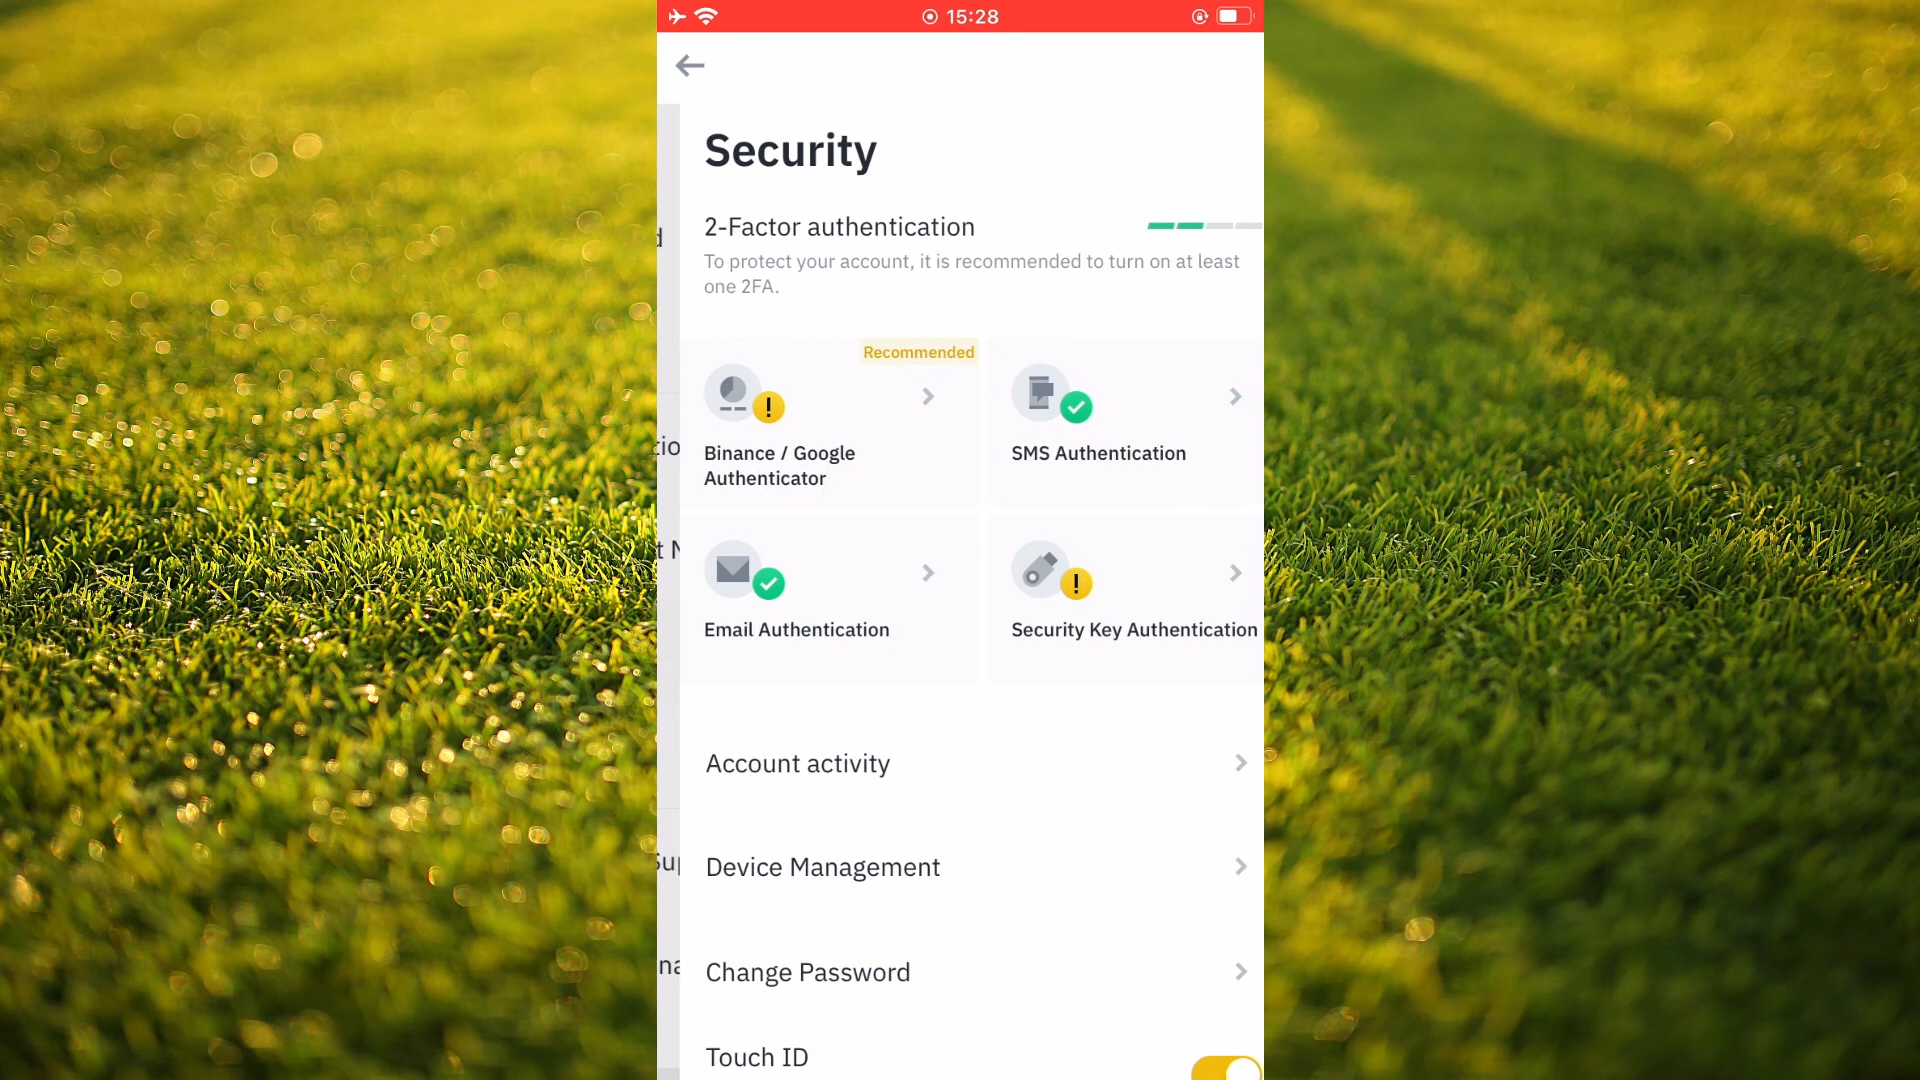 15:28
Security
2-Factor authentication
To protect your account, it is recommended to turn on at least
one 2FA.
Recommended
Binance / Google
Authenticator
SMS Authentication
Email Authentication
Security Key Authentication
Account activity
Device Management
Change Password
Touch ID